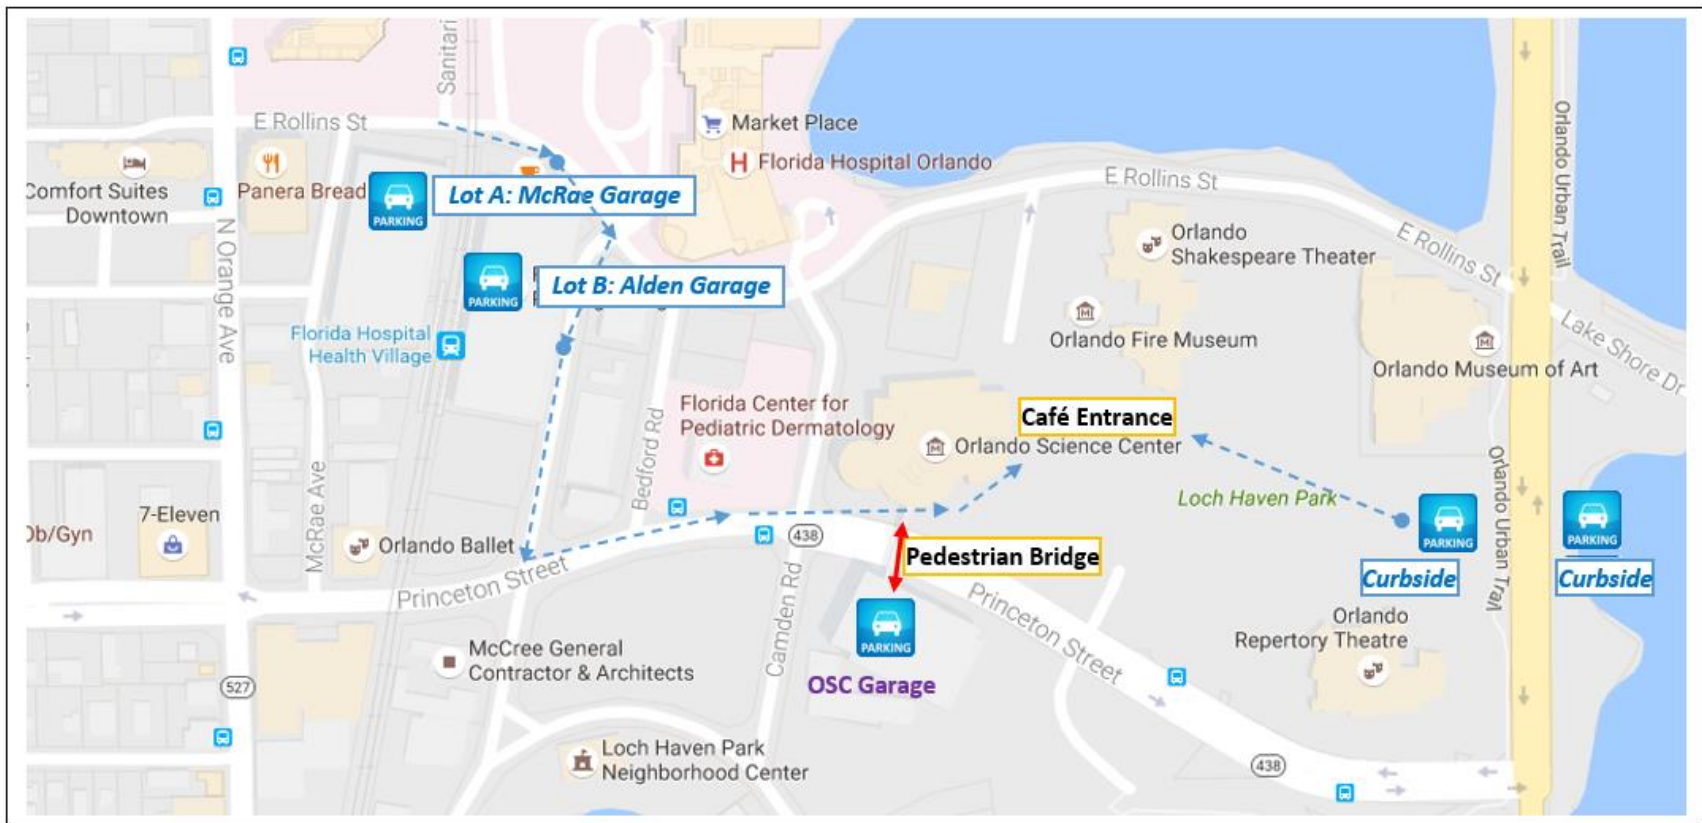 Sanitari
E Rollins St
Market Place
Florida Hospital Orlando
Comfort Suites
Downtown
Panera Bread
PARKING
Lot A: McRae Garage
E Rollins St
Orlando Urban Trail
Orlando
Shakespeare Theater
E Rollins St
N Orange Ave
PARKING
Lot B: Alden Garage
Florida Hospital
Health Village
Orlando Fire Museum
Lake Shore Dr
Orlando Museum of Art
Florida Center for
Pediatric Dermatology
Café Entrance
Orlando Science Center
Bedford Rd
McRae Ave
Loch Haven Park
Orlando Urban Trail
PARKING
PARKING
Curbside
Curbside
7-Eleven
Ob/Gyn
Orlando Ballet
438
Pedestrian Bridge
Princeton Street
Camden Rd
Princeton Street
PARKING
OSC Garage
Orlando
Repertory Theatre
McCree General
Contractor & Architects
527
Loch Haven Park
Neighborhood Center
438